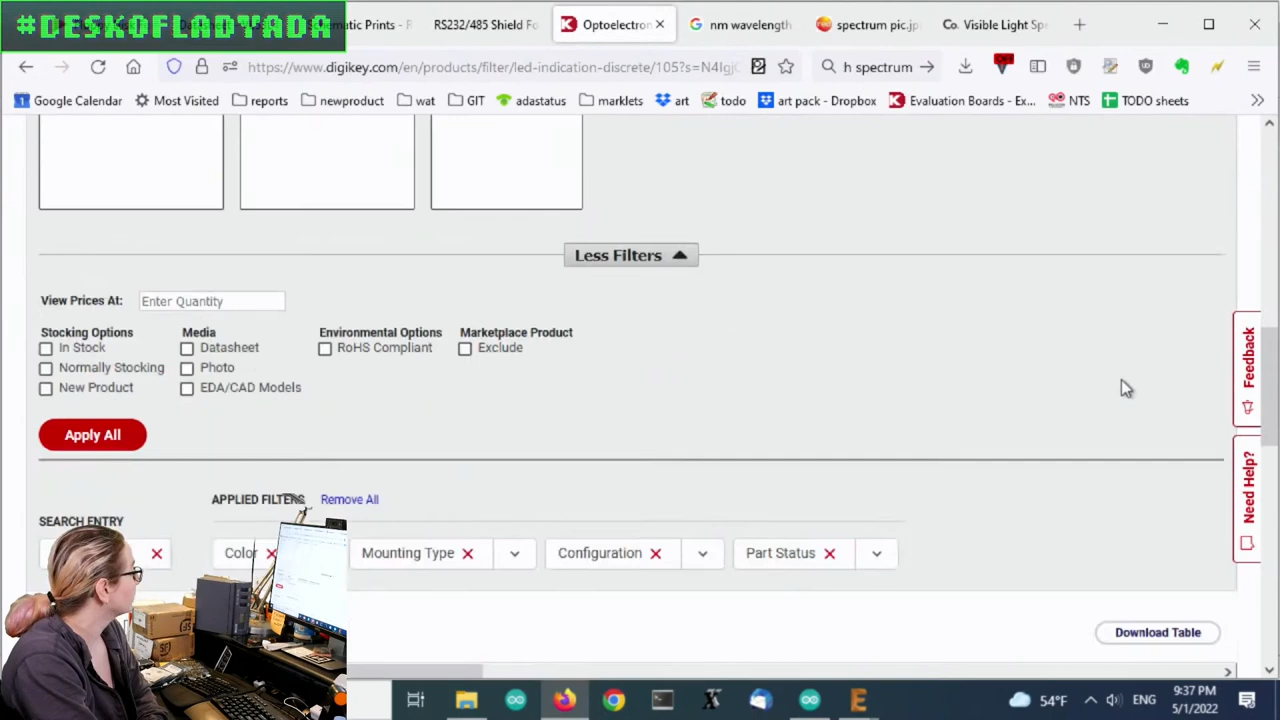 #DESKOFLADYADA
ematic Prints - F
RS232/485 Shield Fo
Optoelectron
nm wavelength
spectrum pic.jp
Co. Visible Light Spe
https://www.digikey.com/en/products/filter/led-indication-discrete/105?s=N4IgjC
h spectrum
Google Calendar
Most Visited
reports
newproduct
wat
GIT
adastatus
marklets
art
todo
art pack - Dropbox
Evaluation Boards - Ex...
NTS
TODO sheets
Less Filters
View Prices At:
Enter Quantity
Stocking Options
Media
Environmental Options
Marketplace Product
In Stock
Datasheet
RoHS Compliant
Exclude
Normally Stocking
Photo
New Product
EDA/CAD Models
Apply All
Feedback
Need Help?
APPLIED FILTERS
Remove All
SEARCH ENTRY
Color
Mounting Type
Configuration
Part Status
Download Table
54°F
ENG
9:37 PM
5/1/2022